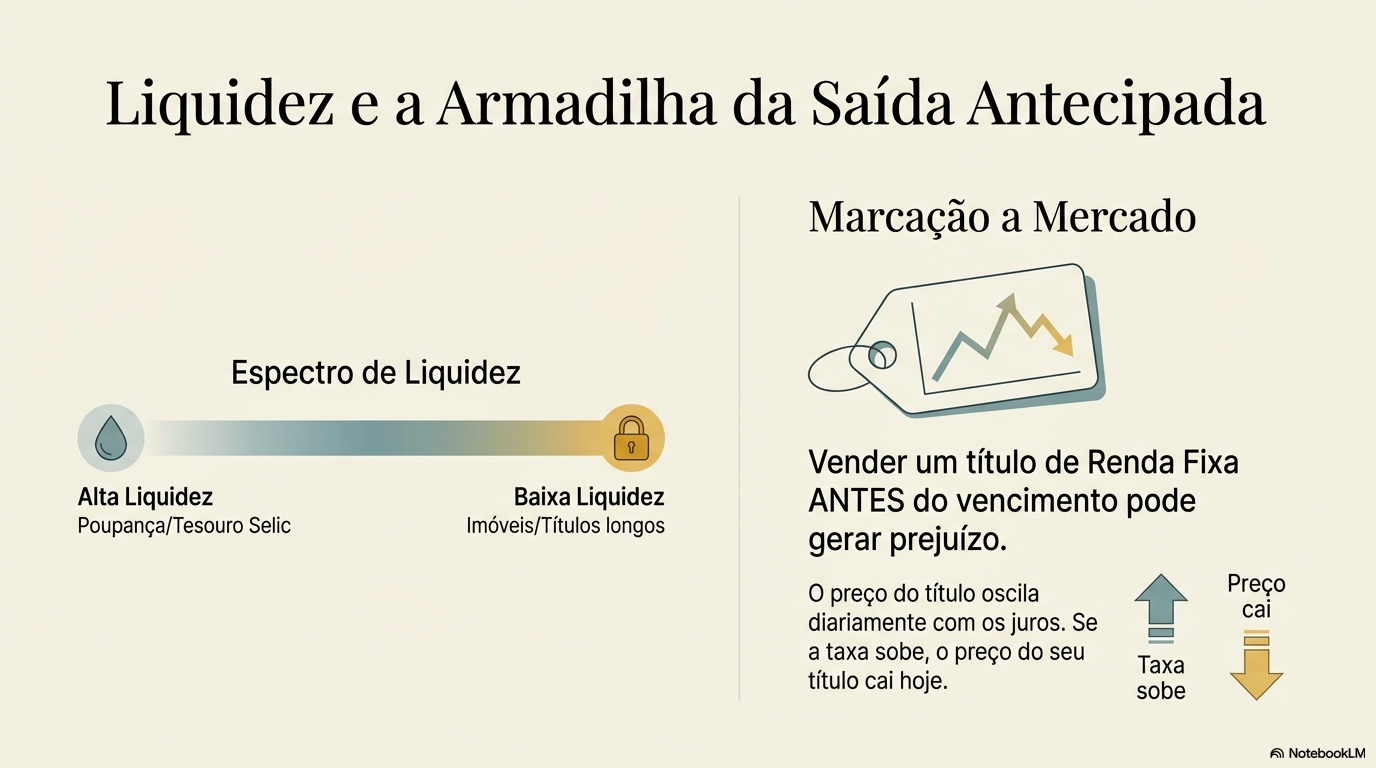 Liquidez e a Armadilha da Saída Antecipada
Espectro de Liquidez
Alta Liquidez
Poupança/Tesouro Selic
Baixa Liquidez
Imóveis/Títulos longos
Marcação a Mercado
Vender um título de Renda Fixa
ANTES do vencimento pode
gerar prejuízo.
O preço do título oscila
diariamente com os juros. Se
a taxa sobe, o preço do seu
título cai hoje.
Taxa
sobe
Preço
cai
NotebookLM